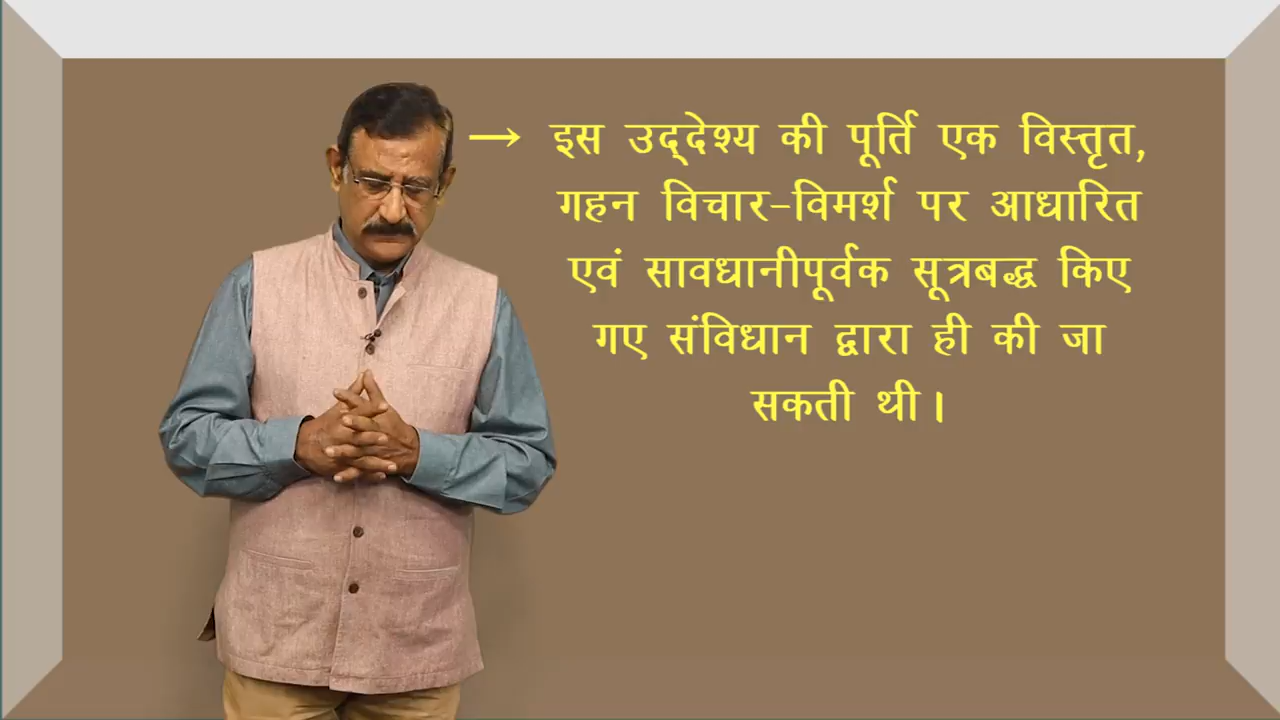 → इस उद्देश्य की पूर्ति एक विस्तृत,
गहन विचार-विमर्श पर आधारित
एवं सावधानीपूर्वक सूत्रबद्ध किए
गए संविधान द्वारा ही की जा
सकती थी।